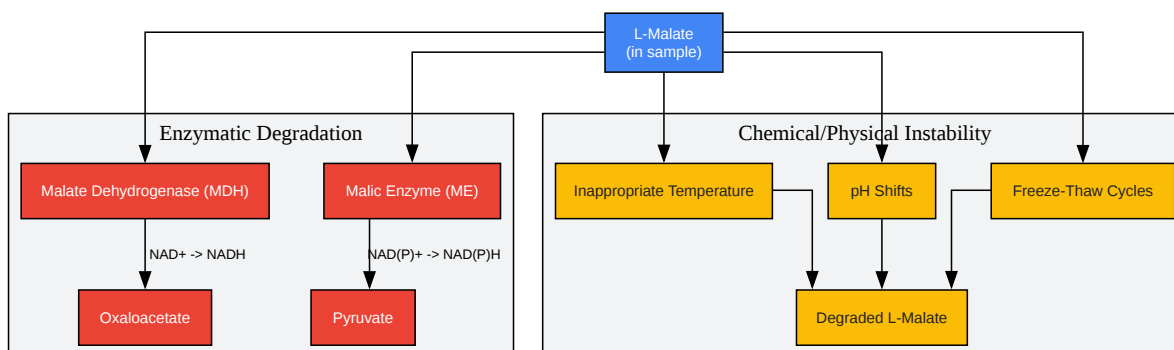 L-Malate
(in sample)
Enzymatic Degradation
Chemical/Physical Instability
Malate Dehydrogenase (MDH)
Malic Enzyme (ME)
Inappropriate Temperature
pH Shifts
Freeze-Thaw Cycles
NAD+ -> NADH
NAD(P)+ -> NAD(P)H
Oxaloacetate
Pyruvate
Degraded L-Malate